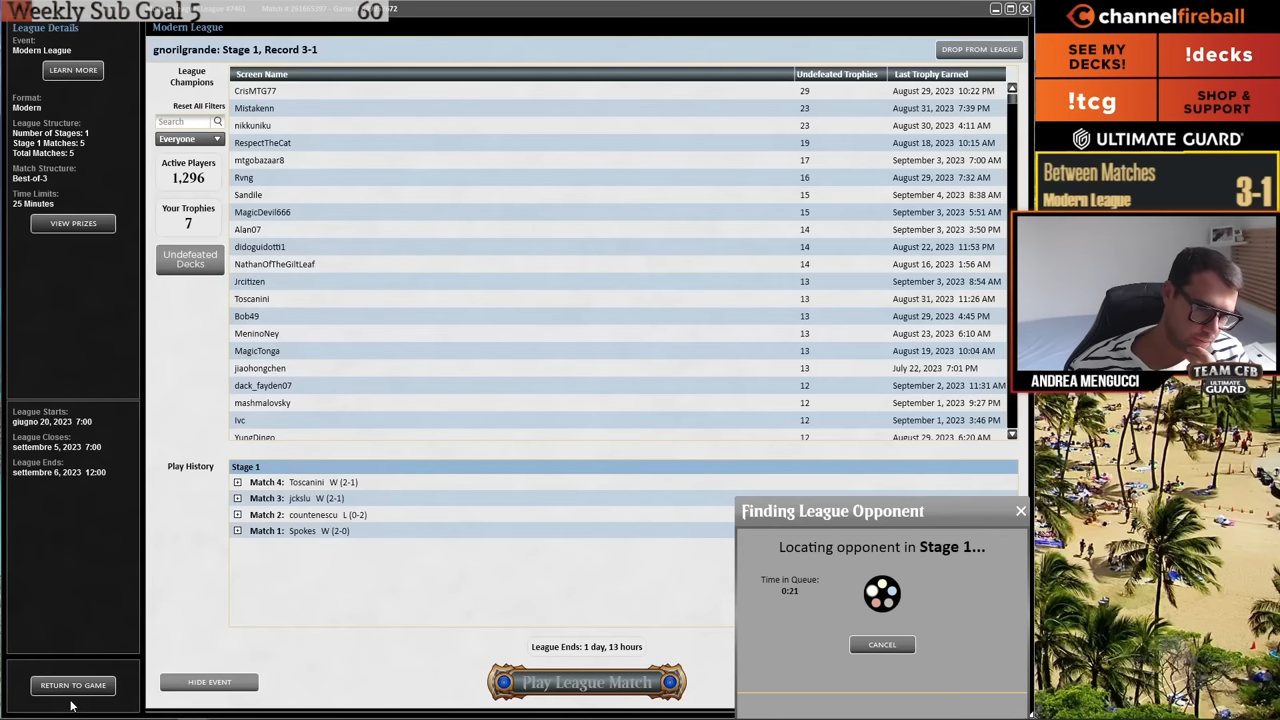 Weekly Sub Goal 5 60
League Details
Event:
Modern League
LEARN MORE
Format:
Modern
League Structure:
Number of Stages: 1
Stage 1 Matches: 5
Total Matches: 5
Match Structure:
Best-of-3
Time Limits:
25 Minutes
VIEW PRIZES
League Starts:
giugno 20, 2023 7:00
League Closes:
settembre 5, 2023 7:00
League Ends:
settembre 6, 2023 12:00
RETURN TO GAME
Modern League
gnorilgrande: Stage 1, Record 3-1
DROP FROM LEAGUE
League
Champions
Reset All Filters
Search
Everyone
Active Players
1,296
Your Trophies
7
Undefeated
Decks
Screen Name Undefeated Trophies Last Trophy Earned
CrisMTG77 29 August 29, 2023 10:22 PM
Mistakenn 23 August 31, 2023 7:39 PM
nikkuniku 23 August 30, 2023 4:11 AM
RespectTheCat 19 August 18, 2023 10:15 AM
mtgobazaar8 17 September 3, 2023 7:00 AM
Rvng 16 August 29, 2023 7:32 AM
Sandile 15 September 4, 2023 8:38 AM
MagicDevil666 15 September 3, 2023 5:51 AM
Alan07 14 September 3, 2023 3:50 PM
didoguidotti1 14 August 22, 2023 11:53 PM
NathanOfTheGiltLeaf 14 August 16, 2023 1:56 AM
Jrcitizen 13 September 3, 2023 8:54 AM
Toscanini 13 August 31, 2023 11:26 AM
Bob49 13 August 29, 2023 4:45 PM
MeninoNey 13 August 23, 2023 6:10 AM
MagicTonga 13 August 19, 2023 10:04 AM
jiaohongchen 13 July 22, 2023 7:01 PM
dack_fayden07 12 September 2, 2023 11:31 AM
mashmalovsky 12 September 1, 2023 9:27 PM
lvc 12 September 1, 2023 3:46 PM
YungDingo 12 August 29, 2023 6:20 AM
Play History
Stage 1
Match 4: Toscanini W (2-1)
Match 3: jckslu W (2-1)
Match 2: countenescu L (0-2)
Match 1: Spokes W (2-0)
League Ends: 1 day, 13 hours
HIDE EVENT
Play League Match
Finding League Opponent
Locating opponent in Stage 1...
Time in Queue:
0:21
CANCEL
channelfireball
SEE MY
DECKS!
!decks
!tcg
SHOP &
SUPPORT
ULTIMATE GUARD
Between Matches
Modern League
3-1
ANDREA MENGUCCI
TEAM CFB
ULTIMATE
GUARD